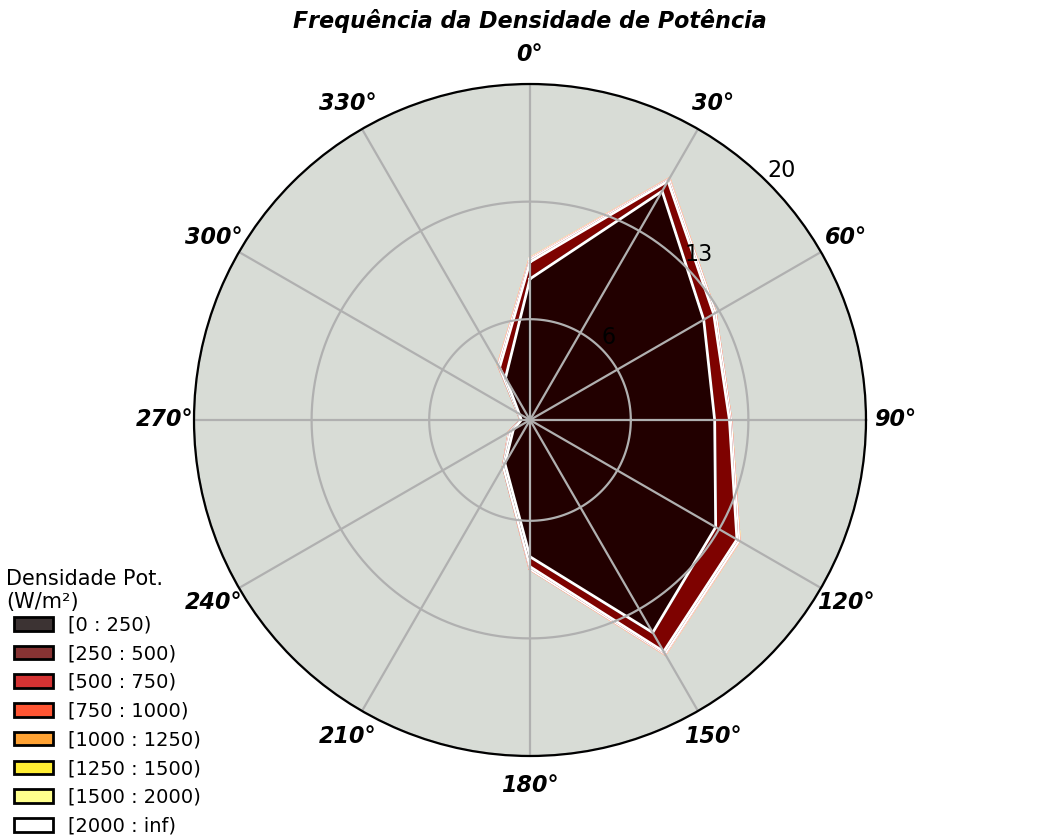 Frequência da Densidade de Potência
0°
330°
30°
20
300°
60°
13
6
270°
90°
240°
120°
210°
150°
180°
Densidade Pot.
(W/m²)
[0 : 250)
[250 : 500)
[500 : 750)
[750 : 1000)
[1000 : 1250)
[1250 : 1500)
[1500 : 2000)
[2000 : inf)